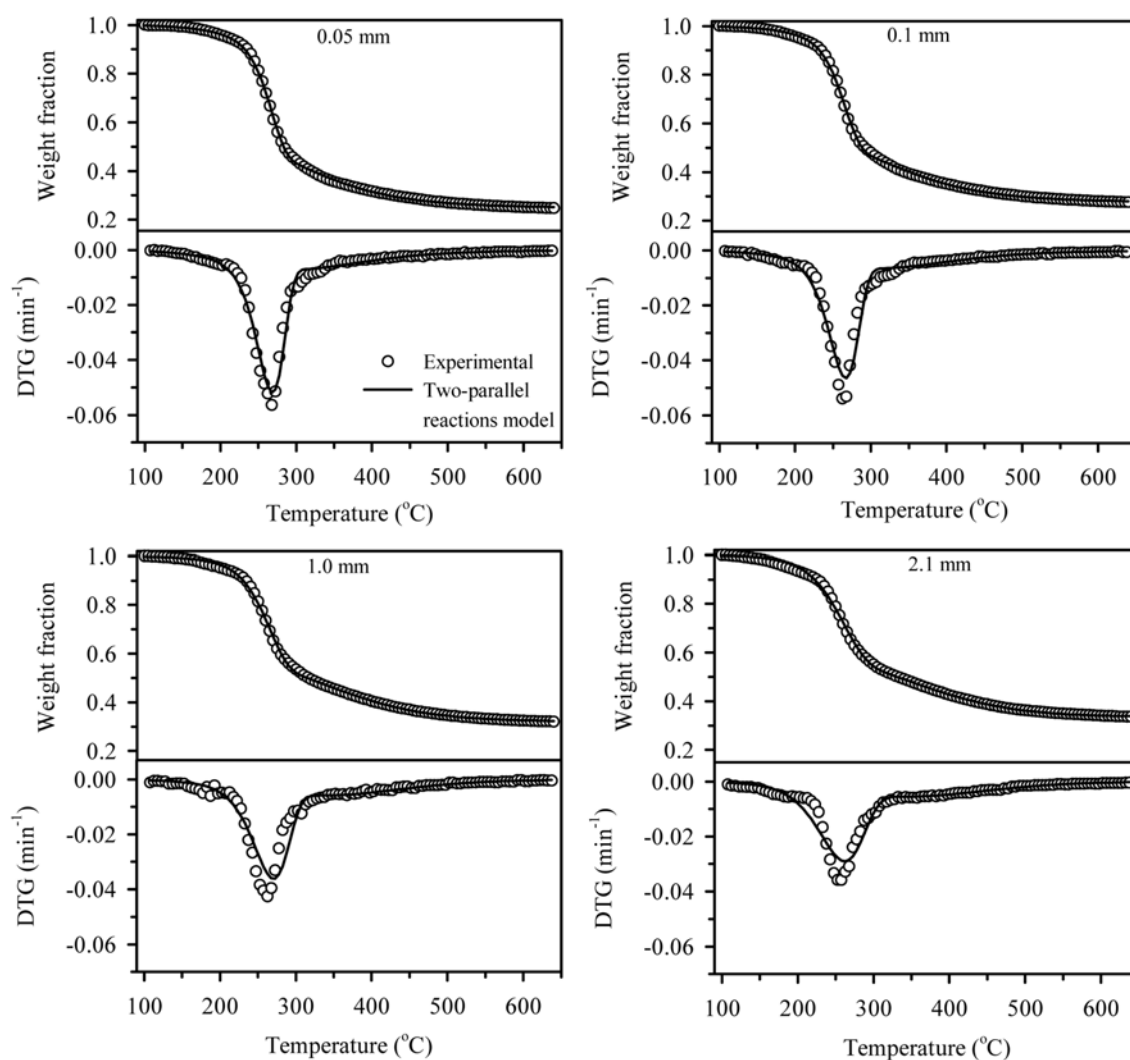 0.05 mm
Weight fraction
1.0
0.8
0.6
0.4
0.2
DTG (min⁻¹)
0.00
-0.02
-0.04
-0.06
Experimental
Two-parallel
reactions model
100 200 300 400 500 600
Temperature (°C)
0.1 mm
Weight fraction
1.0
0.8
0.6
0.4
0.2
DTG (min⁻¹)
0.00
-0.02
-0.04
-0.06
100 200 300 400 500 600
Temperature (°C)
1.0 mm
Weight fraction
1.0
0.8
0.6
0.4
0.2
DTG (min⁻¹)
0.00
-0.02
-0.04
-0.06
100 200 300 400 500 600
Temperature (°C)
2.1 mm
Weight fraction
1.0
0.8
0.6
0.4
0.2
DTG (min⁻¹)
0.00
-0.02
-0.04
-0.06
100 200 300 400 500 600
Temperature (°C)